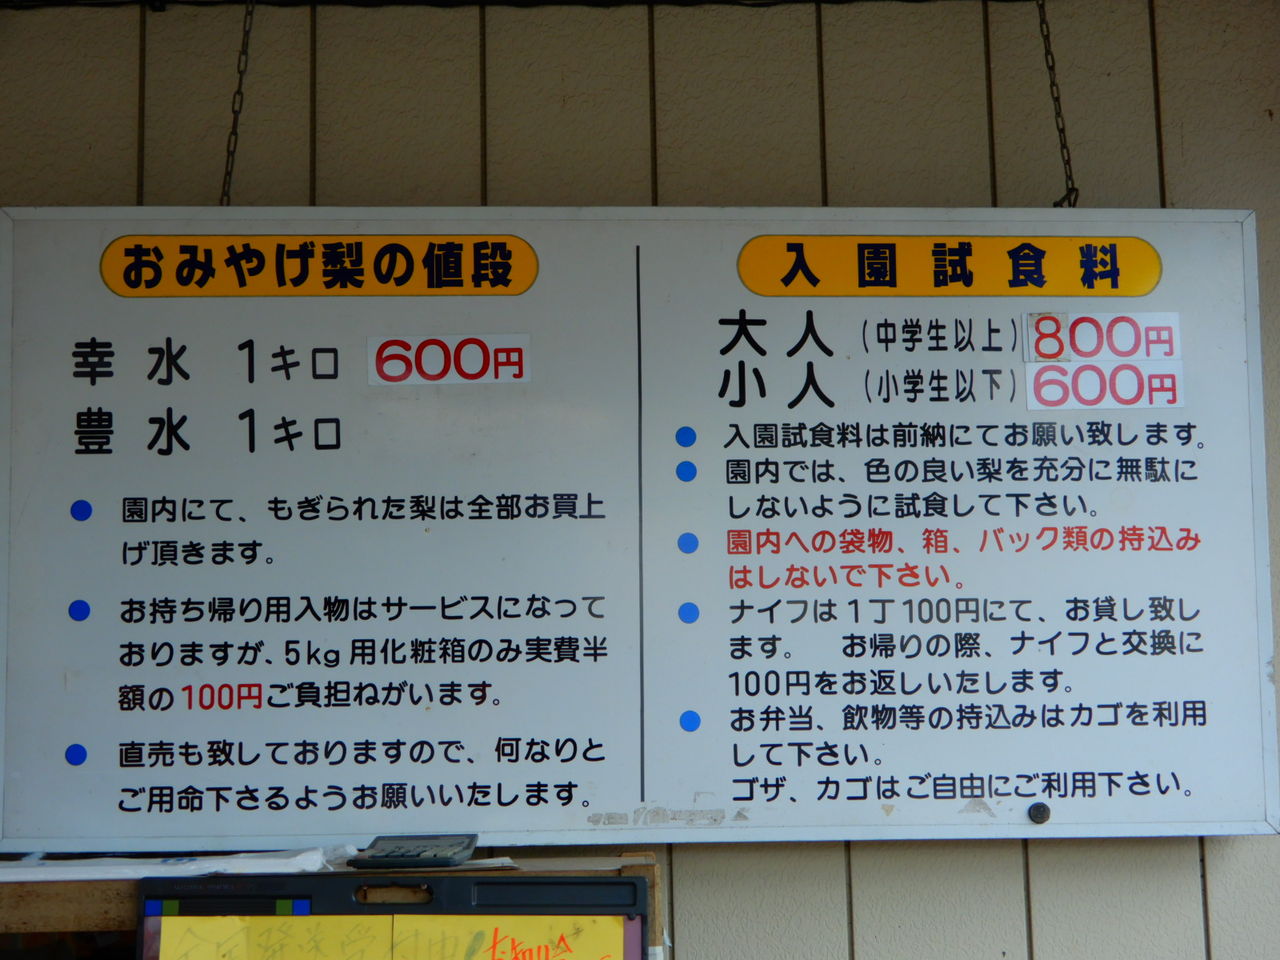 おみやげ梨の値段
幸水 1キロ 600円
豊水 1キロ
● 園内にて、もぎられた梨は全部お買上
げ頂きます。
● お持ち帰り用入物はサービスになって
おりますが、5kg用化粧箱のみ実費半
額の100円ご負担ねがいます。
● 直売も致しておりますので、何なりと
ご用命下さるようお願いいたします。
入園試食料
大人（中学生以上）800円
小人（小学生以下）600円
● 入園試食料は前納にてお願い致します。
● 園内では、色の良い梨を充分に無駄に
しないように試食して下さい。
● 園内への袋物、箱、バック類の持込み
はしないで下さい。
● ナイフは1丁100円にて、お貸し致し
ます。 お帰りの際、ナイフと交換に
100円をお返しいたします。
● お弁当、飲物等の持込みはカゴを利用
して下さい。
ゴザ、カゴはご自由にご利用下さい。
全国発送受付中!